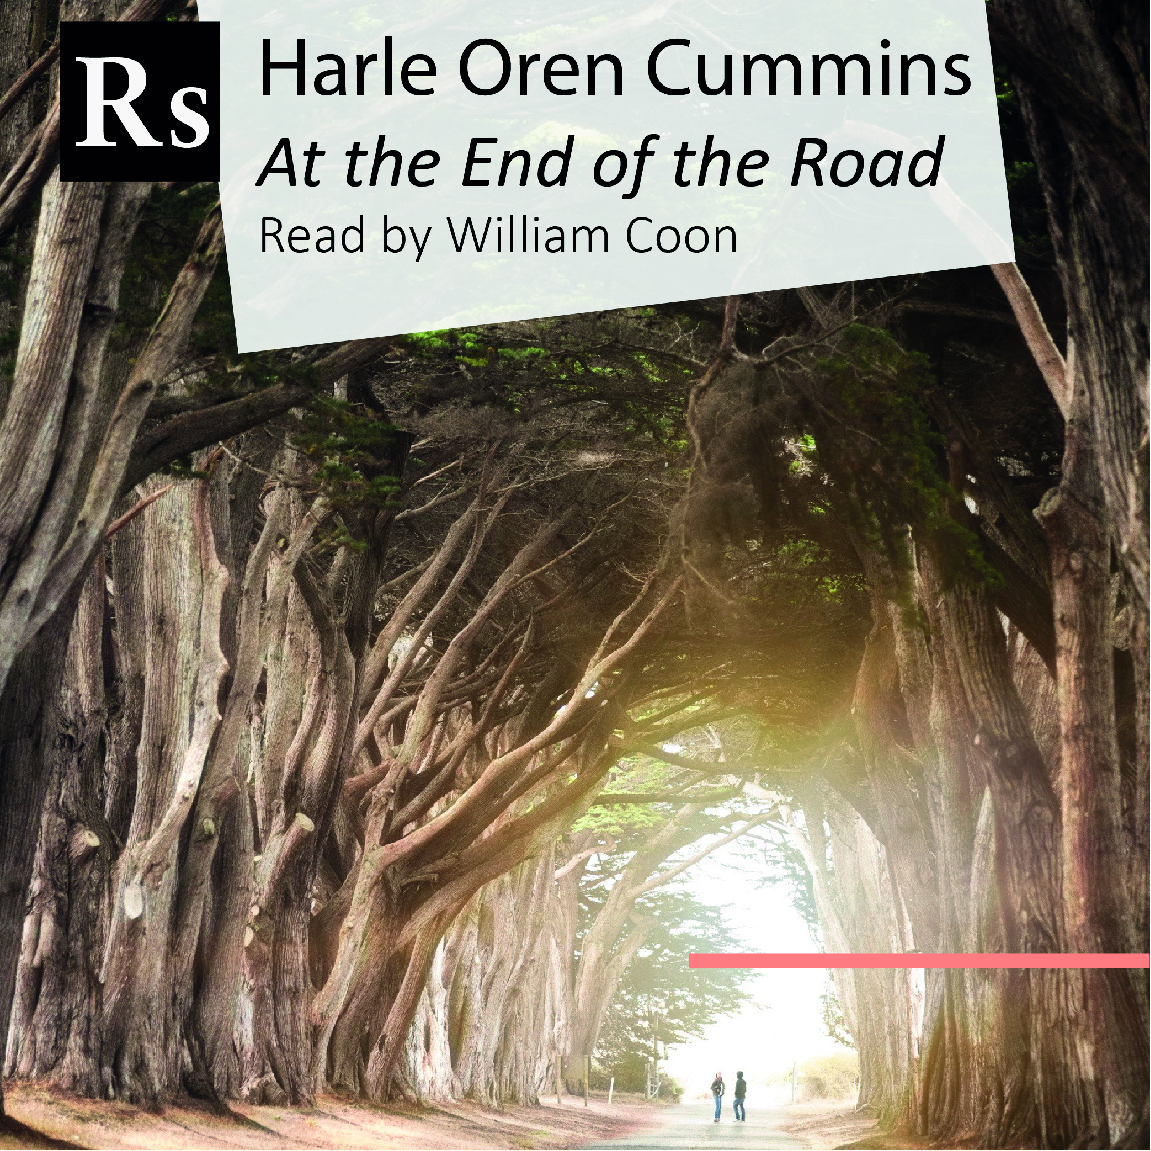 Rs
Harle Oren Cummins
At the End of the Road
Read by William Coon